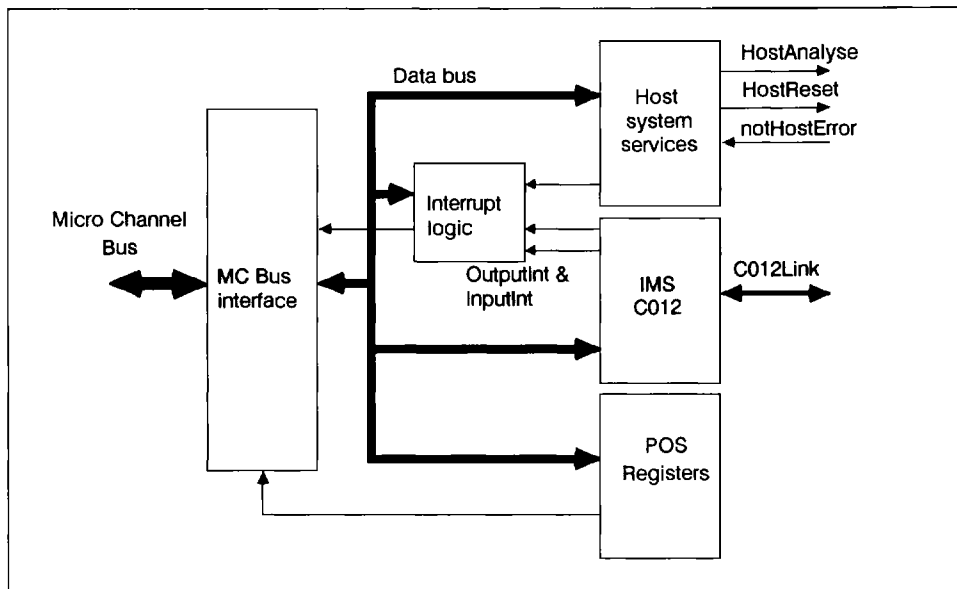 HostAnalyse
Data bus
Host
system
services
HostReset
notHostError
Interrupt
logic
Micro Channel
Bus
MC Bus
interface
OutputInt &
InputInt
IMS
C012
C012Link
POS
Registers